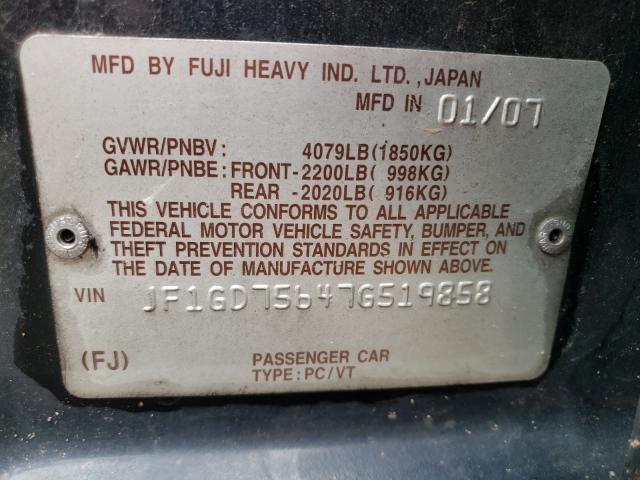 MFD BY FUJI HEAVY IND. LTD., JAPAN
MFD IN 01/07
GVWR/PNBV: 4079LB(1850KG)
GAWR/PNBE: FRONT-2200LB( 998KG)
REAR -2020LB( 916KG)
THIS VEHICLE CONFORMS TO ALL APPLICABLE
FEDERAL MOTOR VEHICLE SAFETY, BUMPER, AND
THEFT PREVENTION STANDARDS IN EFFECT ON
THE DATE OF MANUFACTURE SHOWN ABOVE.
VIN JF1GD75647G519858
(FJ) PASSENGER CAR
TYPE: PC/VT